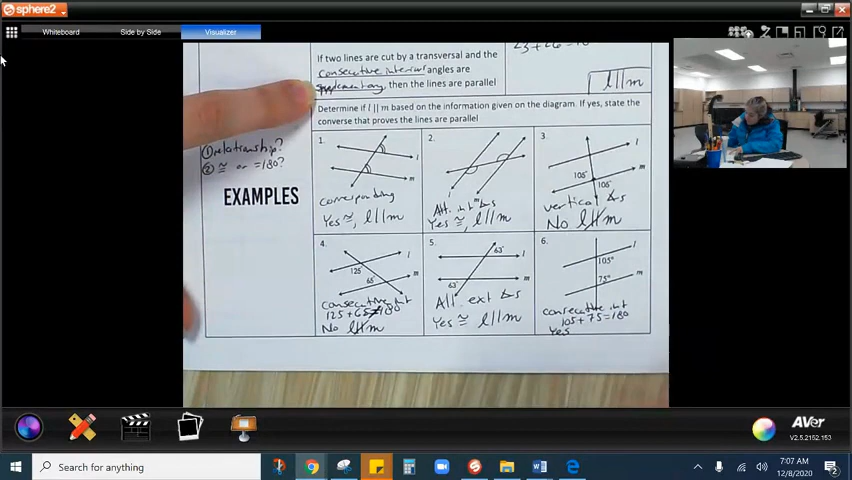 sphere2
Whiteboard
Side by Side
Visualizer
If two lines are cut by a transversal and the
consecutive interior angles are
supplementary, then the lines are parallel
l || m
Determine if l || m based on the information given on the diagram. If yes, state the
converse that proves the lines are parallel
① relationship?
② ≅ or =180?
EXAMPLES
1.
l
m
corresponding
Yes ≅, l || m
2.
l
m
Alt. int ∠s
Yes ≅, l || m
3.
l
m
105°
105°
vertical ∠s
No l ∦ m
4.
l
m
125°
65°
consecutive int
125 + 65 ≠ 180
No l ∦ m
5.
63°
l
m
63°
Alt. ext ∠s
Yes ≅ l || m
6.
l
105°
m
75°
consecutive int
105 + 75 = 180
Yes
AVer
V2.5.2152.153
Search for anything
7:07 AM
12/8/2020